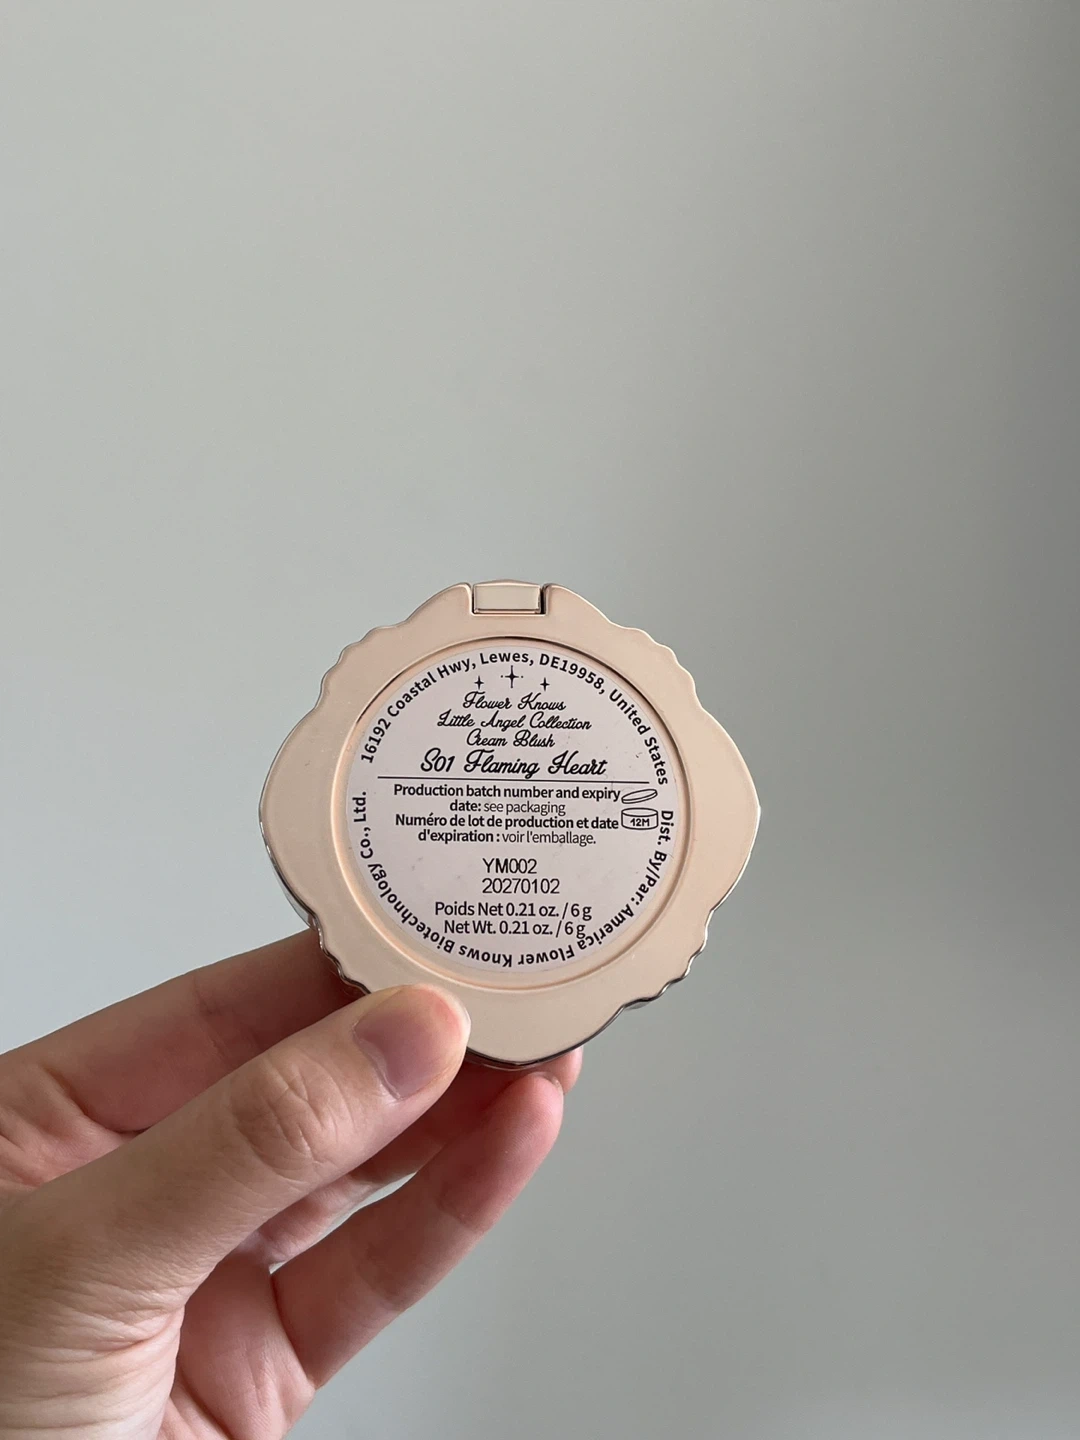 16192 Coastal Hwy, Lewes, DE19958, United States
Dist. By/Par: America Flower Knows Biotechnology Co., Ltd.
Flower Knows
Little Angel Collection
Cream Blush
S01 Flaming Heart
Production batch number and expiry
date: see packaging
Numéro de lot de production et date
d'expiration : voir l'emballage.
12M
YM002
20270102
Poids Net 0.21 oz. / 6 g
Net Wt. 0.21 oz. / 6 g